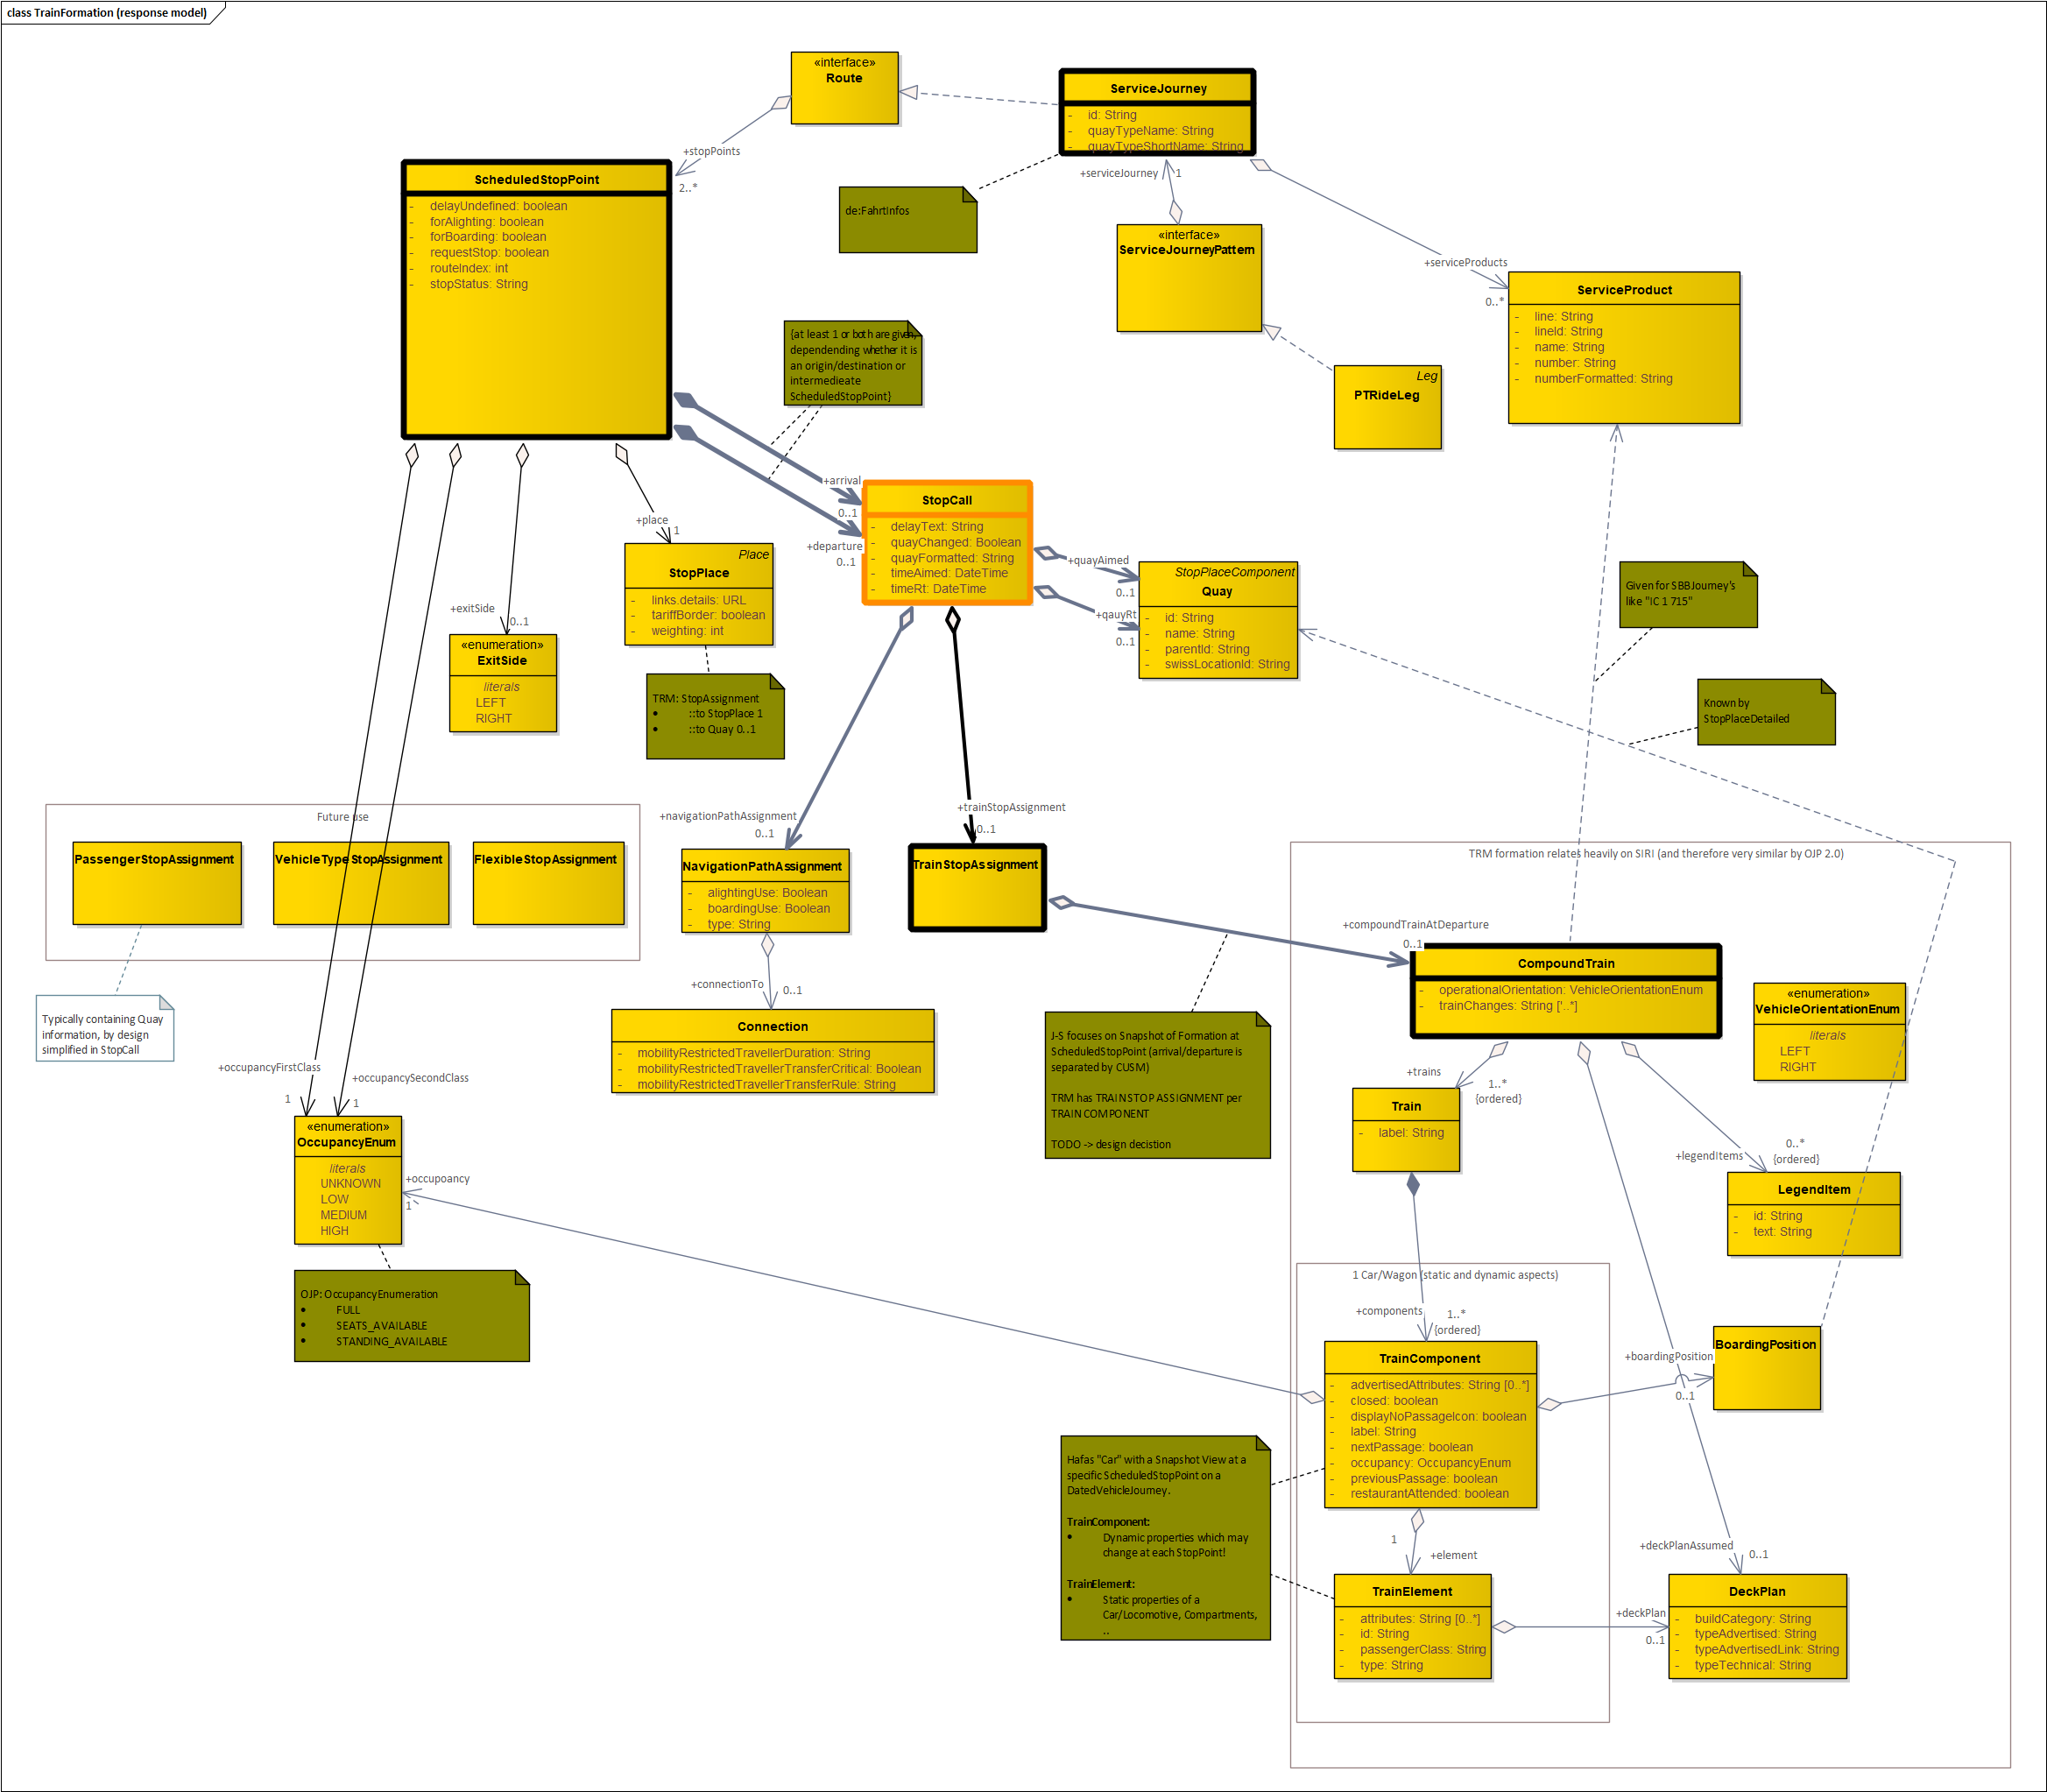 class TrainFormation (response model)
«interface»
Route
ServiceJourney
- id: String
- quayTypeName: String
- quayTypeShortName: String
+stopPoints
2..*
ScheduledStopPoint
- delayUndefined: boolean
- forAlighting: boolean
- forBoarding: boolean
- requestStop: boolean
- routeIndex: int
- stopStatus: String
de:FahrtInfos
+serviceJourney
1
«interface»
ServiceJourneyPattern
+serviceProducts
0..*
ServiceProduct
- line: String
- lineId: String
- name: String
- number: String
- numberFormatted: String
{at least 1 or both are given,
dependending whether it is
an origin/destination or
intermedieate
ScheduledStopPoint}
Leg
PTRideLeg
+arrival
0..1
+departure
0..1
StopCall
- delayText: String
- quayChanged: Boolean
- quayFormatted: String
- timeAimed: DateTime
- timeRt: DateTime
+place
1
Place
StopPlace
- links.details: URL
- tariffBorder: boolean
- weighting: int
+quayAimed
0..1
+qauyRt
0..1
StopPlaceComponent
Quay
- id: String
- name: String
- parentId: String
- swissLocationId: String
Given for SBBJourney's
like "IC 1 715"
+exitSide
0..1
«enumeration»
ExitSide
literals
LEFT
RIGHT
TRM: StopAssignment
• ::to StopPlace 1
• ::to Quay 0..1
Known by
StopPlaceDetailed
Future use
PassengerStopAssignment
VehicleTypeStopAssignment
FlexibleStopAssignment
+navigationPathAssignment
0..1
+trainStopAssignment
0..1
NavigationPathAssignment
- alightingUse: Boolean
- boardingUse: Boolean
- type: String
TrainStopAssignment
TRM formation relates heavily on SIRI (and therefore very similar by OJP 2.0)
+compoundTrainAtDeparture
0..1
CompoundTrain
- operationalOrientation: VehicleOrientationEnum
- trainChanges: String ['..*]
«enumeration»
VehicleOrientationEnum
literals
LEFT
RIGHT
+connectionTo
0..1
Typically containing Quay
information, by design
simplified in StopCall
Connection
- mobilityRestrictedTravellerDuration: String
- mobilityRestrictedTravellerTransferCritical: Boolean
- mobilityRestrictedTravellerTransferRule: String
J-S focuses on Snapshot of Formation at
ScheduledStopPoint (arrival/departure is
separated by CUSM)
TRM has TRAIN STOP ASSIGNMENT per
TRAIN COMPONENT
TODO -> design decistion
+occupancyFirstClass
1
+occupancySecondClass
1
+trains
1..*
{ordered}
Train
- label: String
«enumeration»
OccupancyEnum
literals
UNKNOWN
LOW
MEDIUM
HIGH
+occupoancy
1
+legendItems
0..*
{ordered}
LegendItem
- id: String
- text: String
OJP: OccupancyEnumeration
• FULL
• SEATS_AVAILABLE
• STANDING_AVAILABLE
1 Car/Wagon (static and dynamic aspects)
+components
1..*
{ordered}
TrainComponent
- advertisedAttributes: String [0..*]
- closed: boolean
- displayNoPassageIcon: boolean
- label: String
- nextPassage: boolean
- occupancy: OccupancyEnum
- previousPassage: boolean
- restaurantAttended: boolean
+boardingPosition
0..1
BoardingPosition
Hafas "Car" with a Snapshot View at a
specific ScheduledStopPoint on a
DatedVehicleJourney.
TrainComponent:
• Dynamic properties which may
change at each StopPoint!
TrainElement:
• Static properties of a
Car/Locomotive, Compartments,
..
1
+element
TrainElement
- attributes: String [0..*]
- id: String
- passengerClass: String
- type: String
+deckPlanAssumed
0..1
+deckPlan
0..1
DeckPlan
- buildCategory: String
- typeAdvertised: String
- typeAdvertisedLink: String
- typeTechnical: String